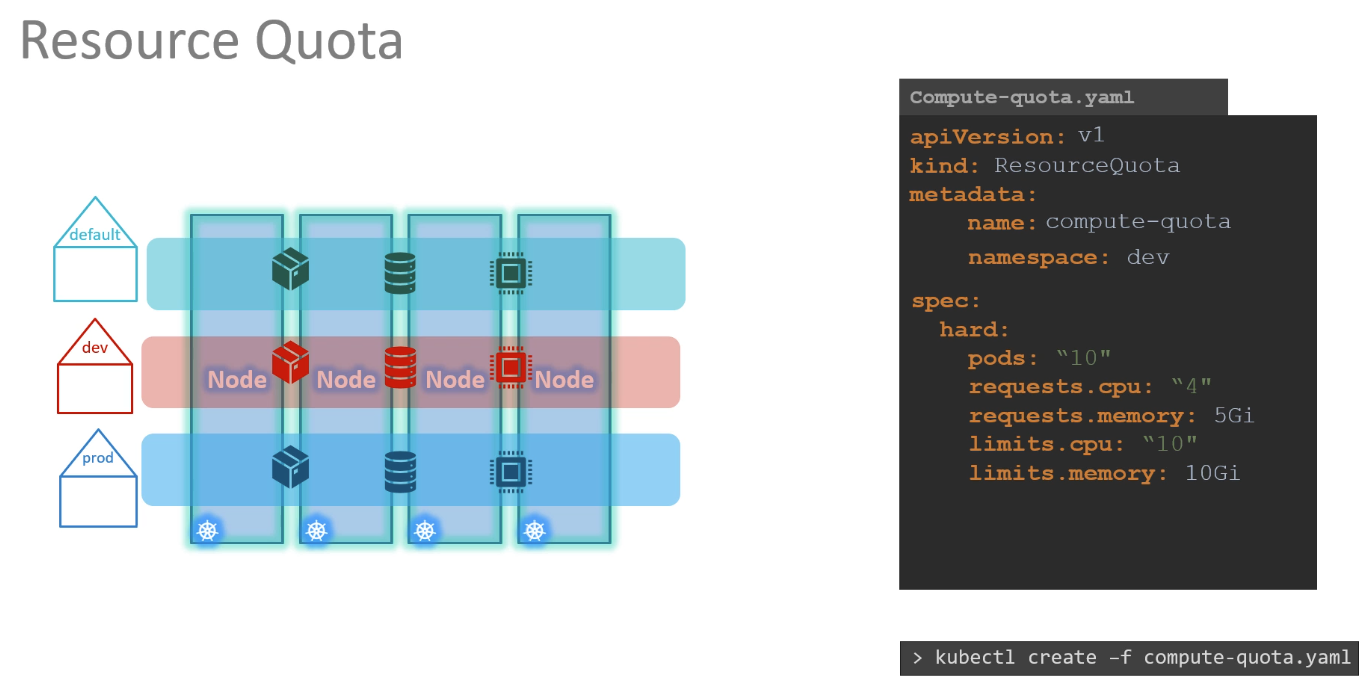 Resource Quota
default
dev
prod
Node Node Node Node
Compute-quota.yaml
apiVersion: v1
kind: ResourceQuota
metadata:
    name: compute-quota
    namespace: dev
spec:
  hard:
    pods: “10"
    requests.cpu: “4"
    requests.memory: 5Gi
    limits.cpu: “10"
    limits.memory: 10Gi
> kubectl create –f compute-quota.yaml